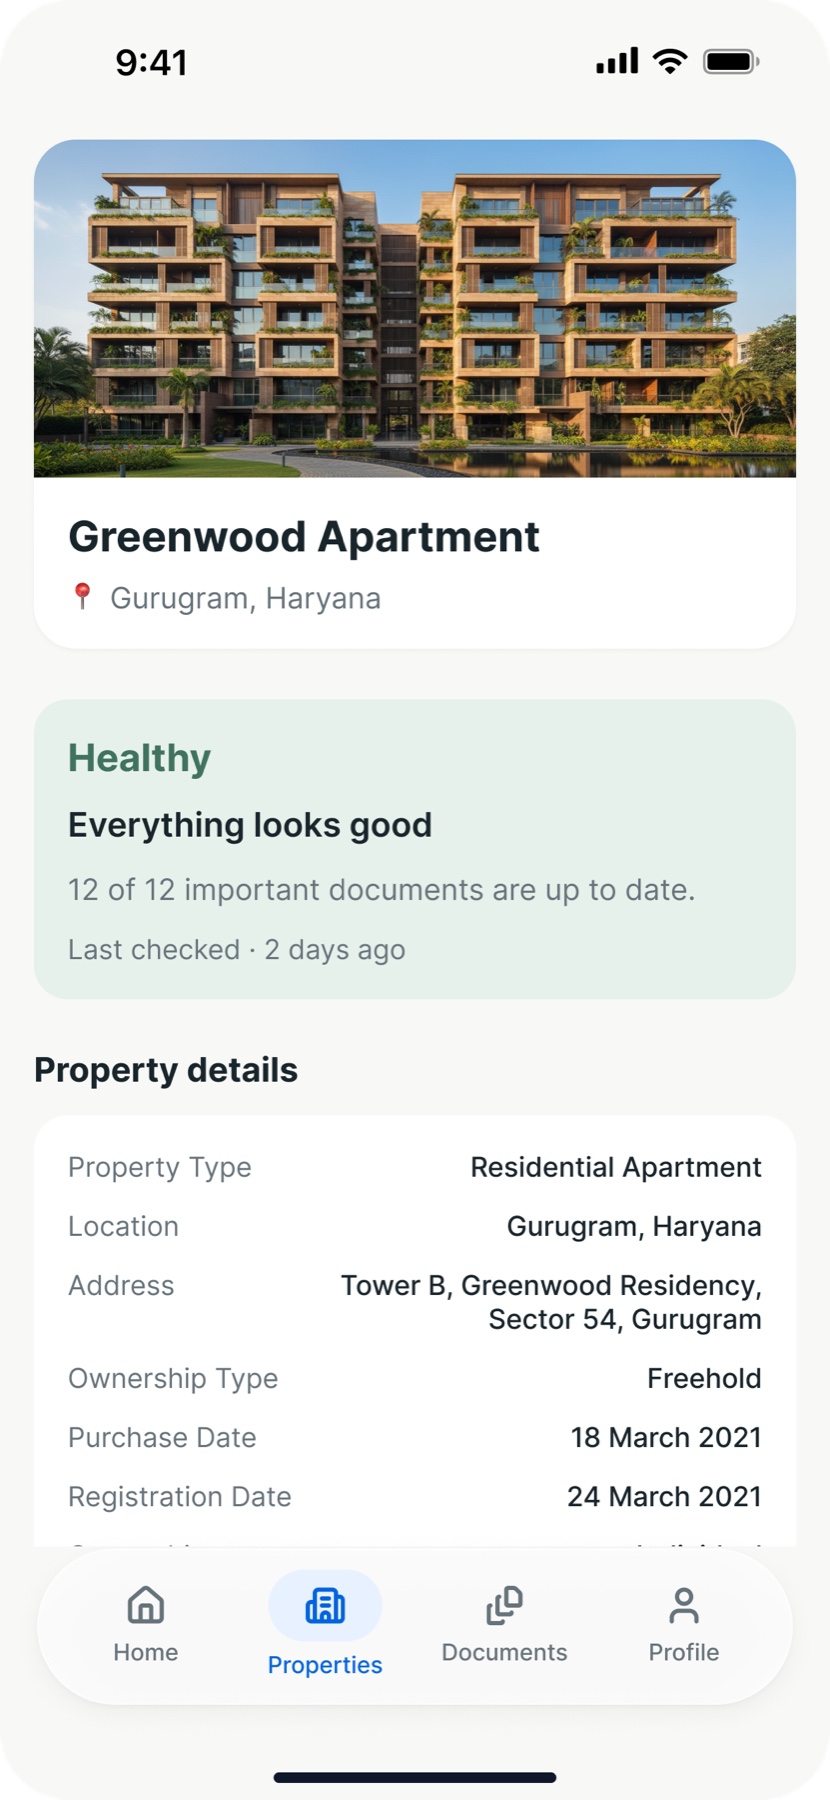 9:41
Greenwood Apartment
Gurugram, Haryana
Healthy
Everything looks good
12 of 12 important documents are up to date.
Last checked · 2 days ago
Property details
Property Type Residential Apartment
Location Gurugram, Haryana
Address Tower B, Greenwood Residency,
Sector 54, Gurugram
Ownership Type Freehold
Purchase Date 18 March 2021
Registration Date 24 March 2021
Home Properties Documents Profile